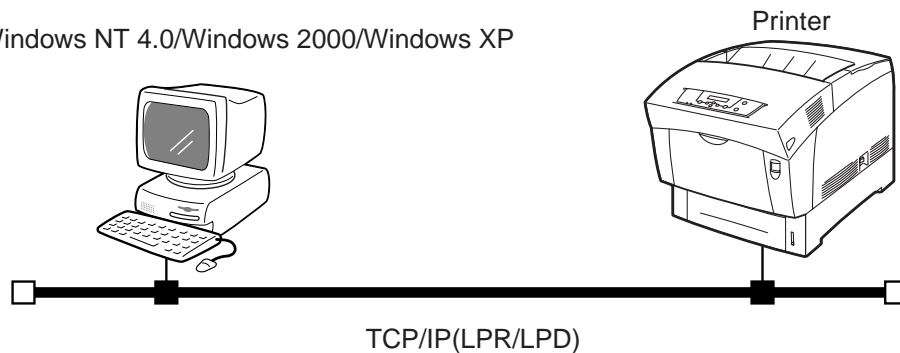 Printer
Windows NT 4.0/Windows 2000/Windows XP
TCP/IP(LPR/LPD)